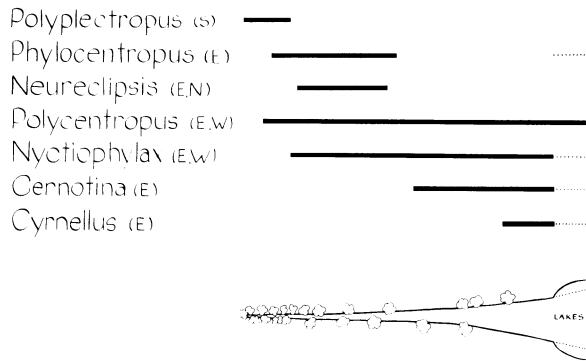 Polyplectropus (S)
Phylocentropus (E)
Neureclipsis (E,N)
Polycentropus (E,W)
Nyctiophylax (E,W)
Cernotina (E)
Cyrnellus (E)
LAKES